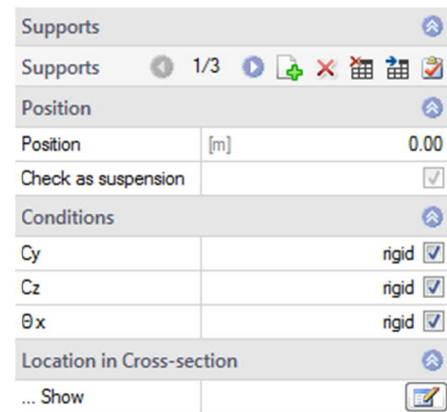 Supports
Supports 1/3
Position
Position [m] 0.00
Check as suspension
Conditions
Cy rigid
Cz rigid
θx rigid
Location in Cross-section
... Show